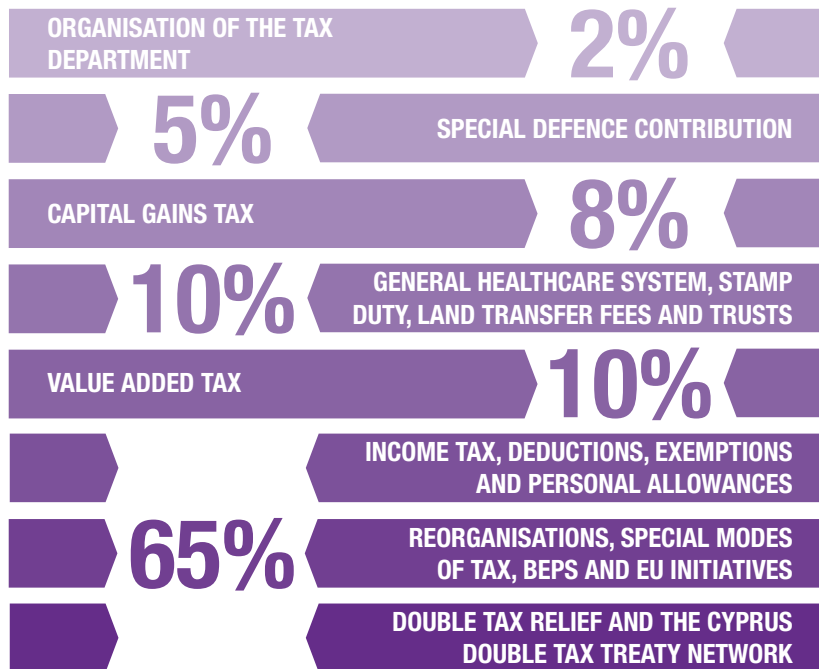 ORGANISATION OF THE TAX
DEPARTMENT
2%
5%
SPECIAL DEFENCE CONTRIBUTION
CAPITAL GAINS TAX
8%
10%
GENERAL HEALTHCARE SYSTEM, STAMP
DUTY, LAND TRANSFER FEES AND TRUSTS
VALUE ADDED TAX
10%
INCOME TAX, DEDUCTIONS, EXEMPTIONS
AND PERSONAL ALLOWANCES
65%
REORGANISATIONS, SPECIAL MODES
OF TAX, BEPS AND EU INITIATIVES
DOUBLE TAX RELIEF AND THE CYPRUS
DOUBLE TAX TREATY NETWORK